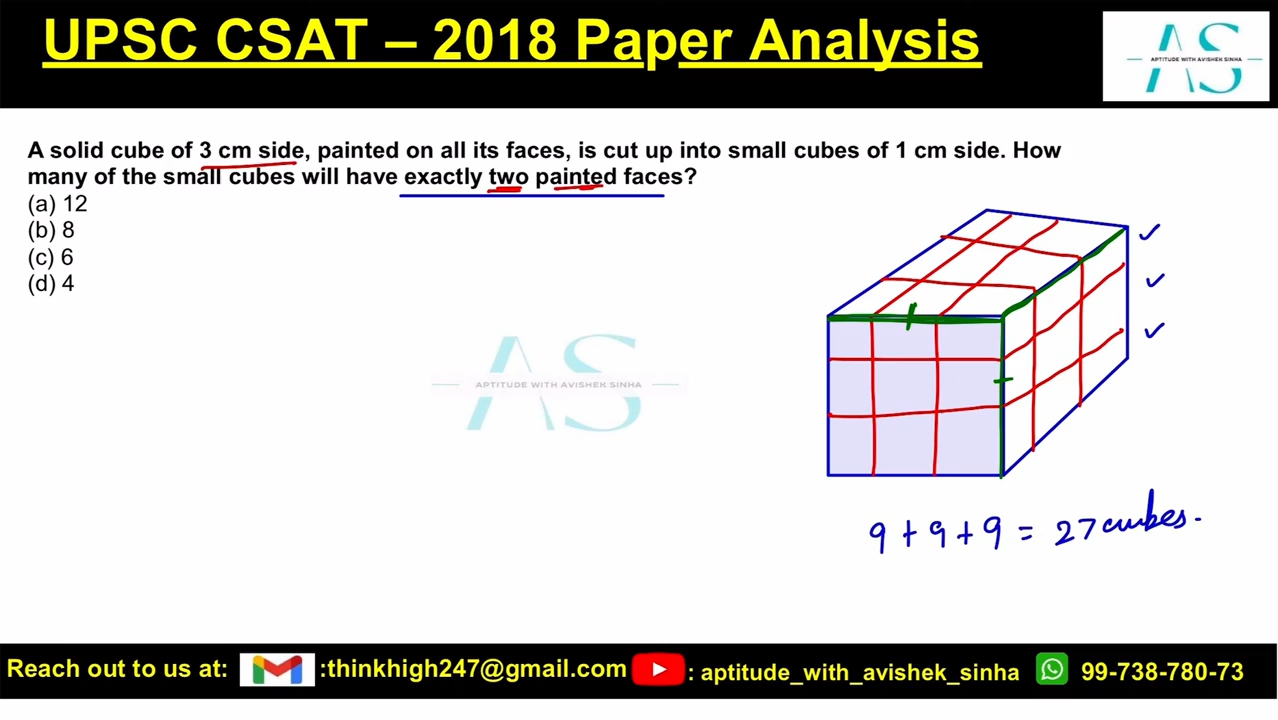 UPSC CSAT – 2018 Paper Analysis
AS
APTITUDE WITH AVISHEK SINHA
A solid cube of 3 cm side, painted on all its faces, is cut up into small cubes of 1 cm side. How
many of the small cubes will have exactly two painted faces?
(a) 12
(b) 8
(c) 6
(d) 4
AS
APTITUDE WITH AVISHEK SINHA
9 + 9 + 9 = 27 cubes.
Reach out to us at: :thinkhigh247@gmail.com : aptitude_with_avishek_sinha 99-738-780-73